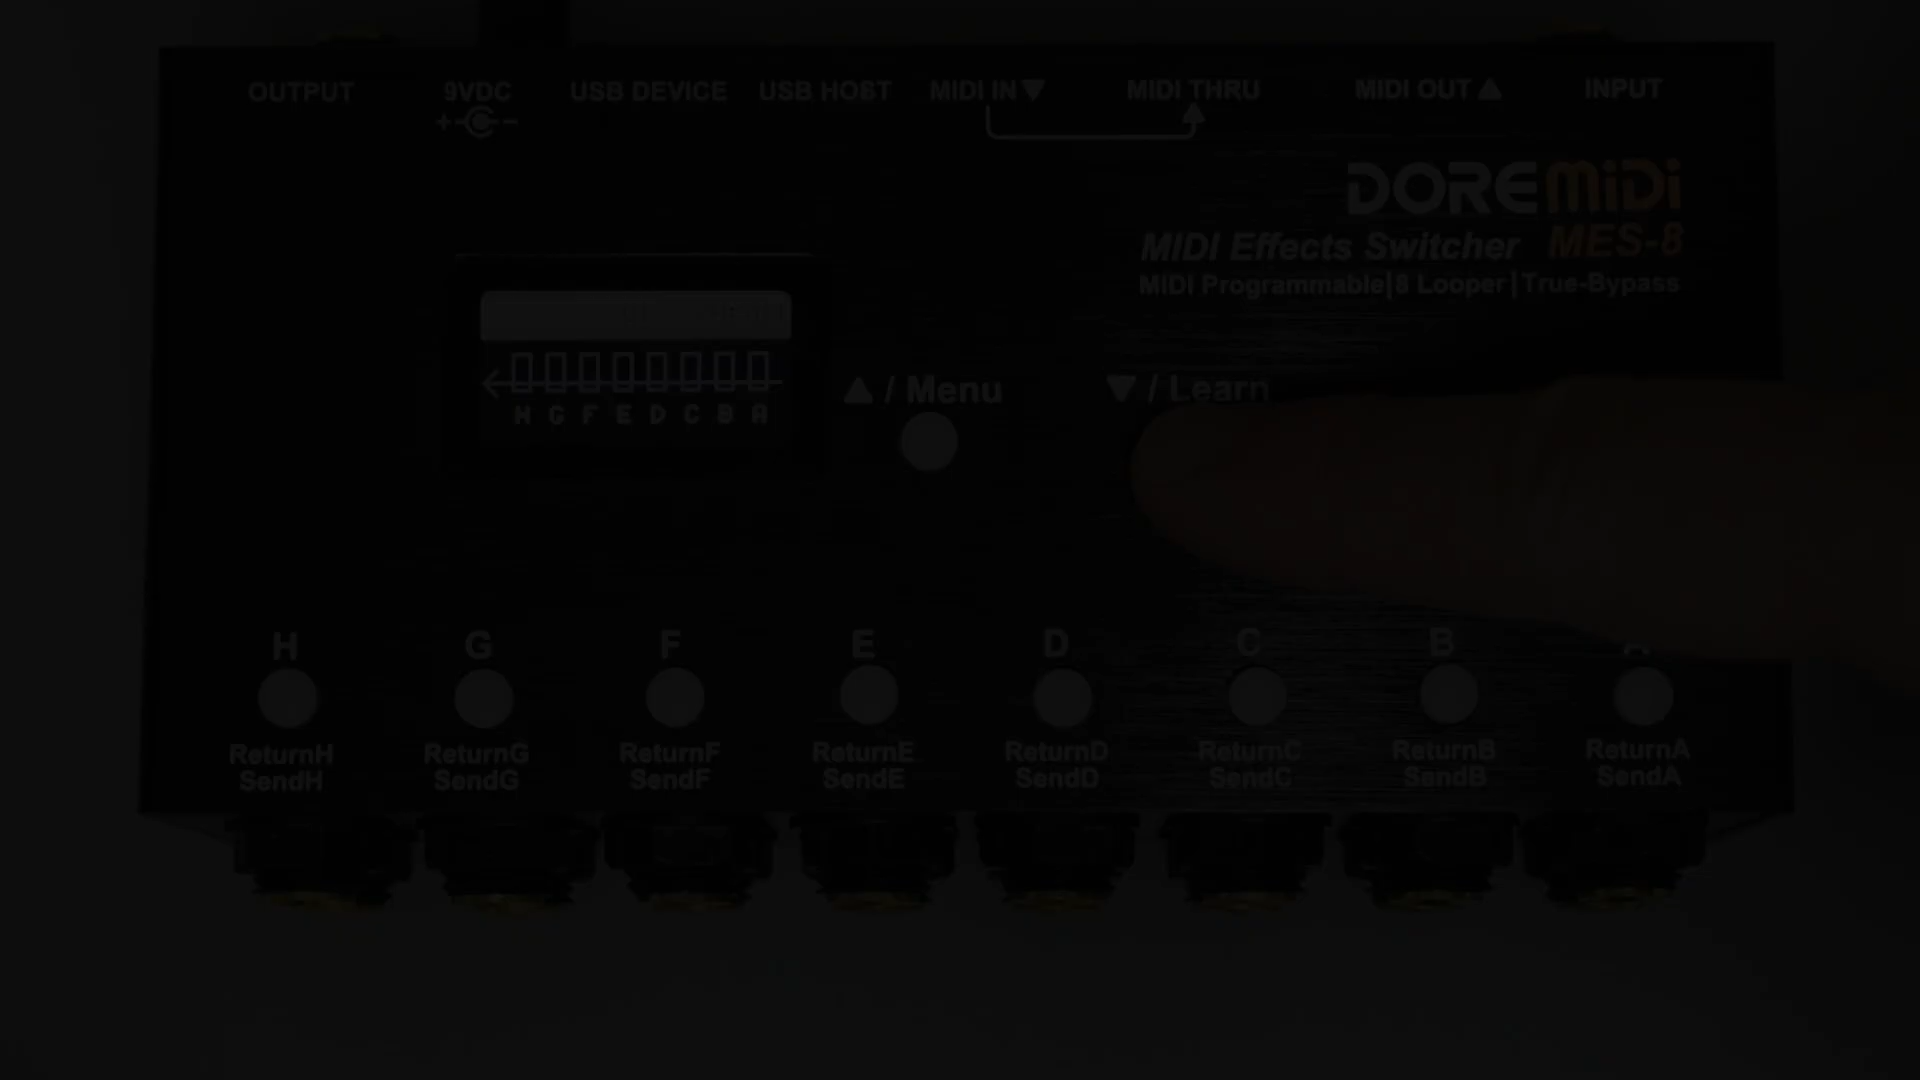 OUTPUT 9VDC USB DEVICE USB HOST MIDI IN▼ MIDI THRU MIDI OUT▲ INPUT
+ -
DOREMiDi
MIDI Effects Switcher MES-8
MIDI Programmable|8 Looper|True-Bypass
H G F E D C B A
▲ / Menu ▼ / Learn
H G F E D C B A
ReturnH ReturnG ReturnF ReturnE ReturnD ReturnC ReturnB ReturnA
SendH SendG SendF SendE SendD SendC SendB SendA